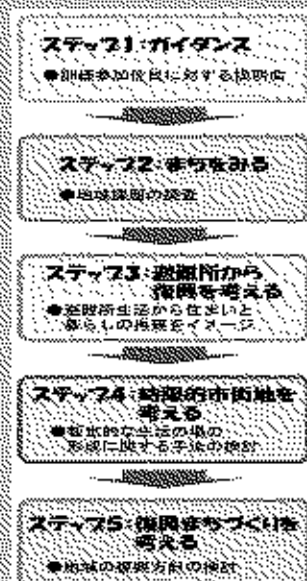 ステップ1:ガイダンス
●訓練参加住民に対する説明会
ステップ2:まちをみる
●地域課題の調査
ステップ3:避難所から
復興を考える
●避難所生活から住まいと
暮らしの再建をイメージ
ステップ4:時限的市街地を
考える
●暫定的な生活の場の
形成に関する手法の検討
ステップ5:復興まちづくりを
考える
●地域の復興方針の検討